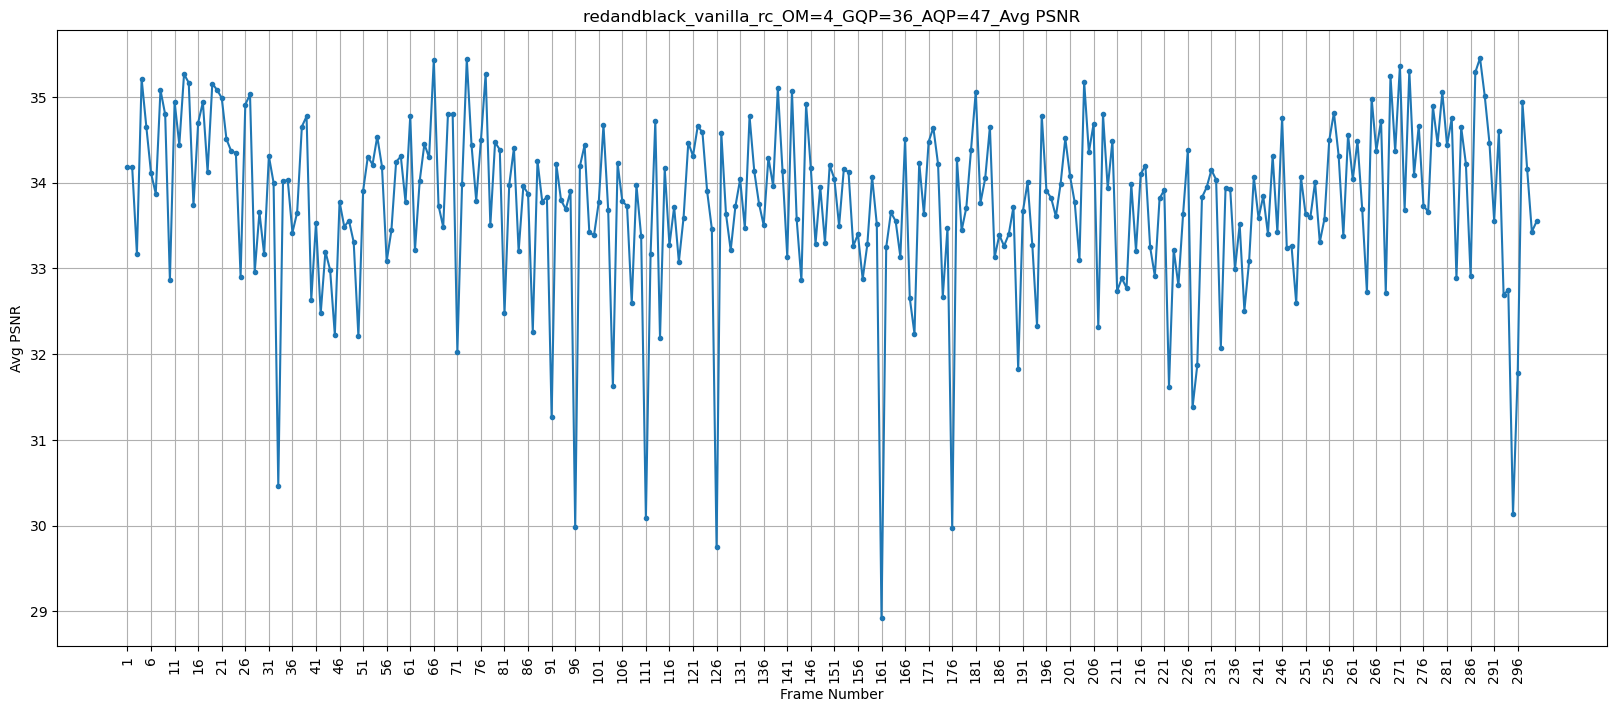 redandblack_vanilla_rc_OM=4_GQP=36_AQP=47_Avg PSNR
Avg PSNR
35
34
33
32
31
30
29
1 6 11 16 21 26 31 36 41 46 51 56 61 66 71 76 81 86 91 96 101 106 111 116 121 126 131 136 141 146 151 156 161 166 171 176 181 186 191 196 201 206 211 216 221 226 231 236 241 246 251 256 261 266 271 276 281 286 291 296
Frame Number